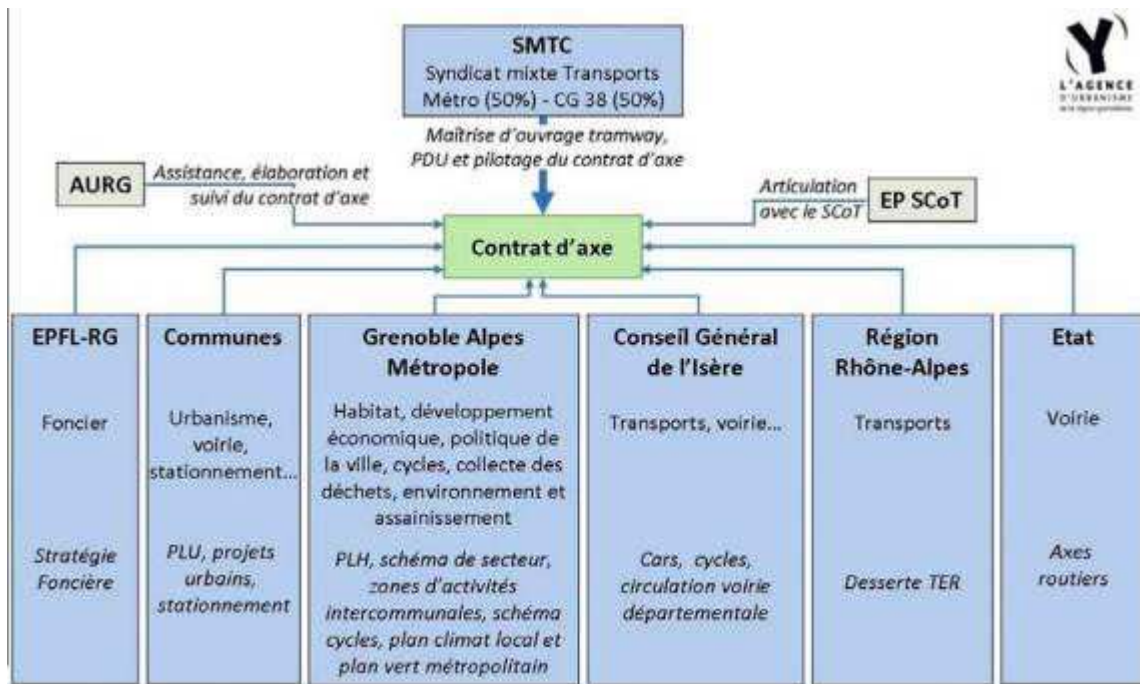 SMTC
Syndicat mixte Transports
Métro (50%) - CG 38 (50%)
Y
L'AGENCE
D'URBANISME
Maîtrise d'ouvrage tramway,
PDU et pilotage du contrat d'axe
AURG
Assistance, élaboration et
suivi du contrat d'axe
Articulation
avec le SCoT
EP SCoT
Contrat d'axe
EPFL-RG
Foncier
Stratégie
Foncière
Communes
Urbanisme,
voirie,
stationnement...
PLU, projets
urbains,
stationnement
Grenoble Alpes
Métropole
Habitat, développement
économique, politique de
la ville, cycles, collecte des
déchets, environnement et
assainissement
PLH, schéma de secteur,
zones d'activités
intercommunales, schéma
cycles, plan climat local et
plan vert métropolitain
Conseil Général
de l'Isère
Transports, voirie...
Cars, cycles,
circulation voirie
départementale
Région
Rhône-Alpes
Transports
Desserte TER
Etat
Voirie
Axes
routiers